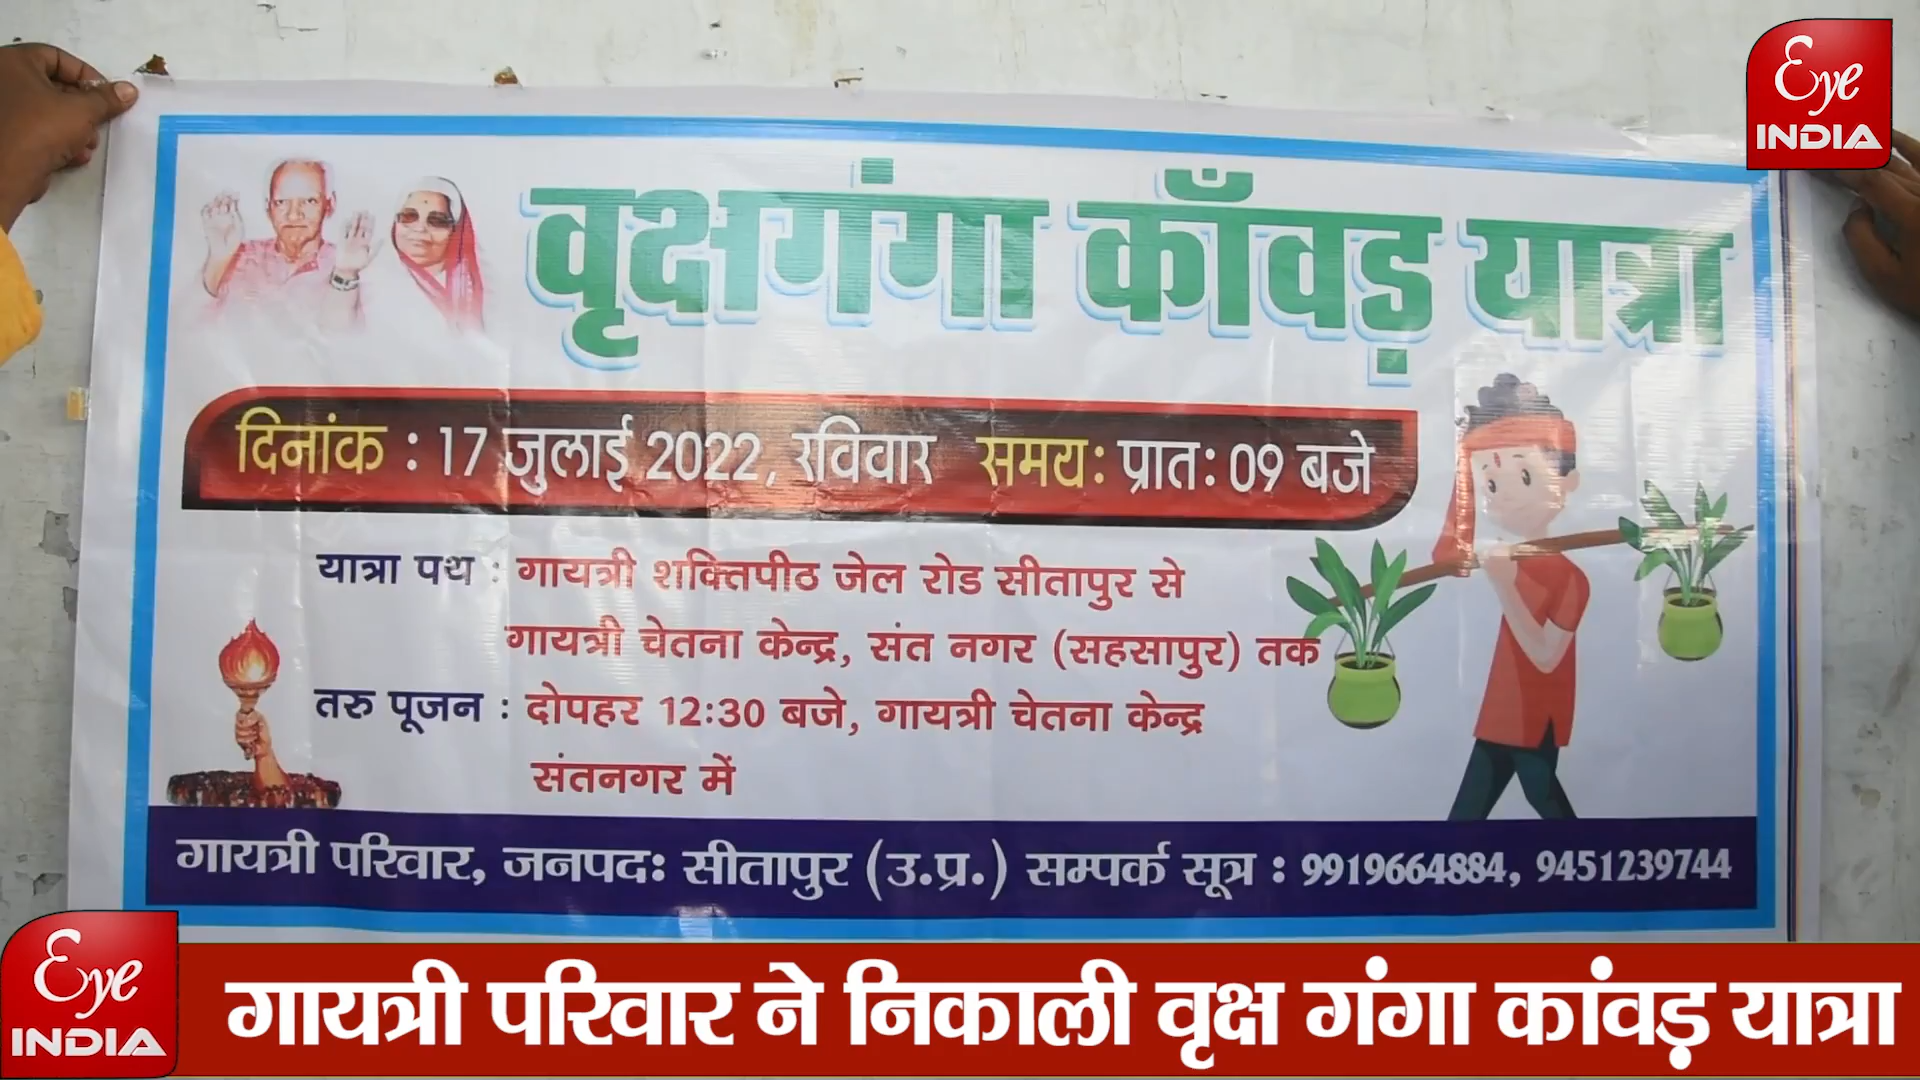 Eye
INDIA
वृक्षगंगा काँवड़ यात्रा
दिनांक : 17 जुलाई 2022, रविवार समय: प्रात: 09 बजे
यात्रा पथ : गायत्री शक्तिपीठ जेल रोड सीतापुर से
गायत्री चेतना केन्द्र, संत नगर (सहसापुर) तक
तरु पूजन : दोपहर 12:30 बजे, गायत्री चेतना केन्द्र
संतनगर में
गायत्री परिवार, जनपद: सीतापुर (उ.प्र.) सम्पर्क सूत्र : 9919664884, 9451239744
Eye
INDIA
गायत्री परिवार ने निकाली वृक्ष गंगा कांवड़ यात्रा